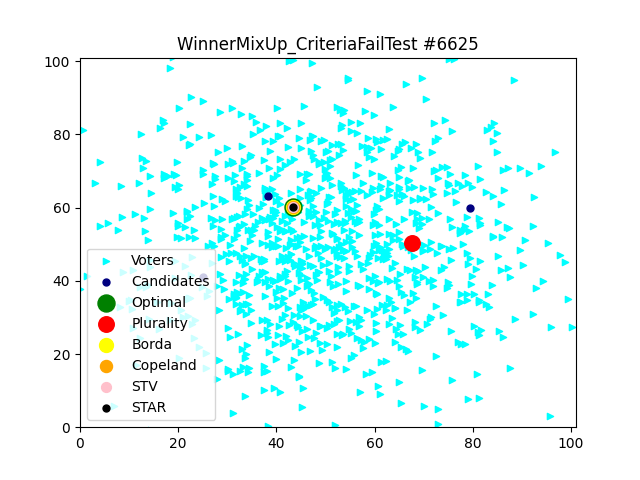 WinnerMixUp_CriteriaFailTest #6625
100
80
60
40
20
0
0
20
40
60
80
100
Voters
Candidates
Optimal
Plurality
Borda
Copeland
STV
STAR